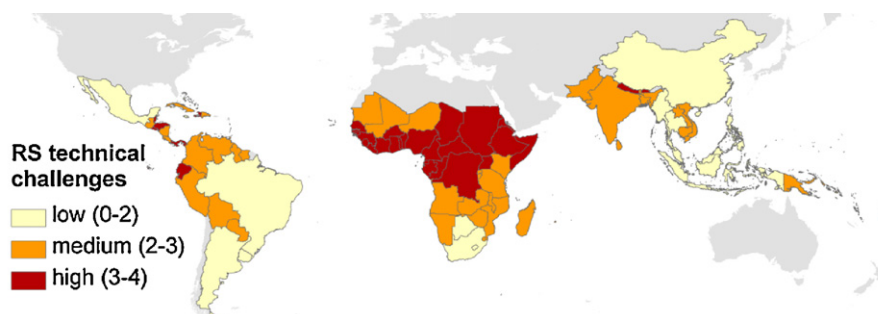 RS technical
challenges
low (0-2)
medium (2-3)
high (3-4)